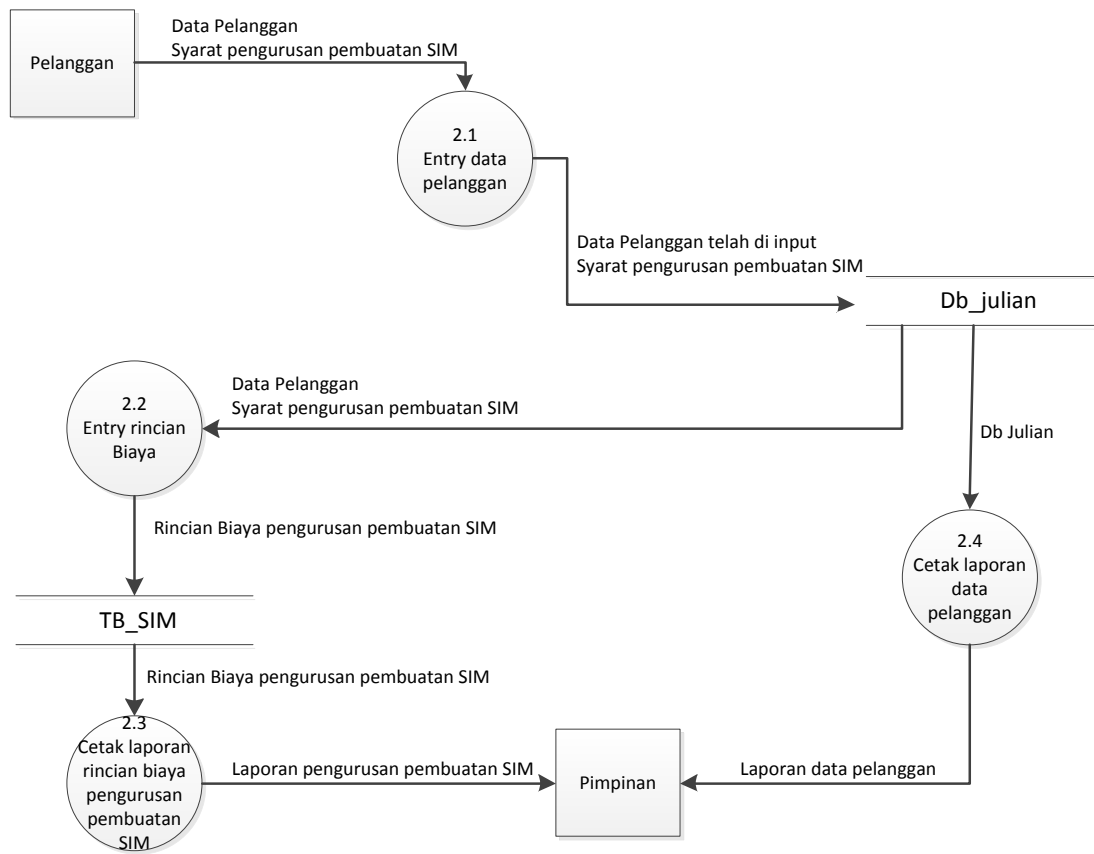 Data Pelanggan
Syarat pengurusan pembuatan SIM
Pelanggan
2.1
Entry data
pelanggan
Data Pelanggan telah di input
Syarat pengurusan pembuatan SIM
Db_julian
Data Pelanggan
Syarat pengurusan pembuatan SIM
2.2
Entry rincian
Biaya
Db Julian
Rincian Biaya pengurusan pembuatan SIM
2.4
Cetak laporan
data
pelanggan
TB_SIM
Rincian Biaya pengurusan pembuatan SIM
2.3
Cetak laporan
rincian biaya
pengurusan
pembuatan
SIM
Laporan pengurusan pembuatan SIM
Pimpinan
Laporan data pelanggan